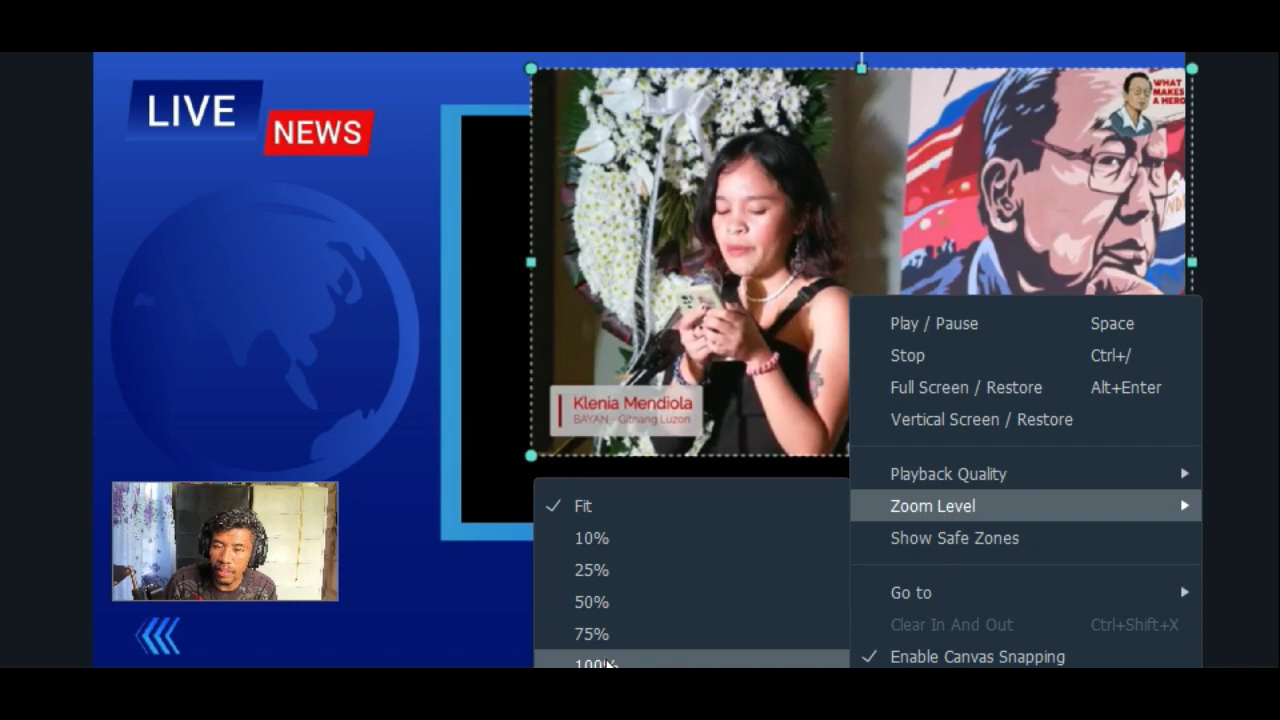 LIVE
NEWS
WHAT
MAKES
A HERO
Klenia Mendiola
BAYAN - Gitnang Luzon
Play / Pause Space
Stop Ctrl+/
Full Screen / Restore Alt+Enter
Vertical Screen / Restore
Playback Quality
Zoom Level
Show Safe Zones
Go to
Clear In And Out Ctrl+Shift+X
Enable Canvas Snapping
Fit
10%
25%
50%
75%
100%